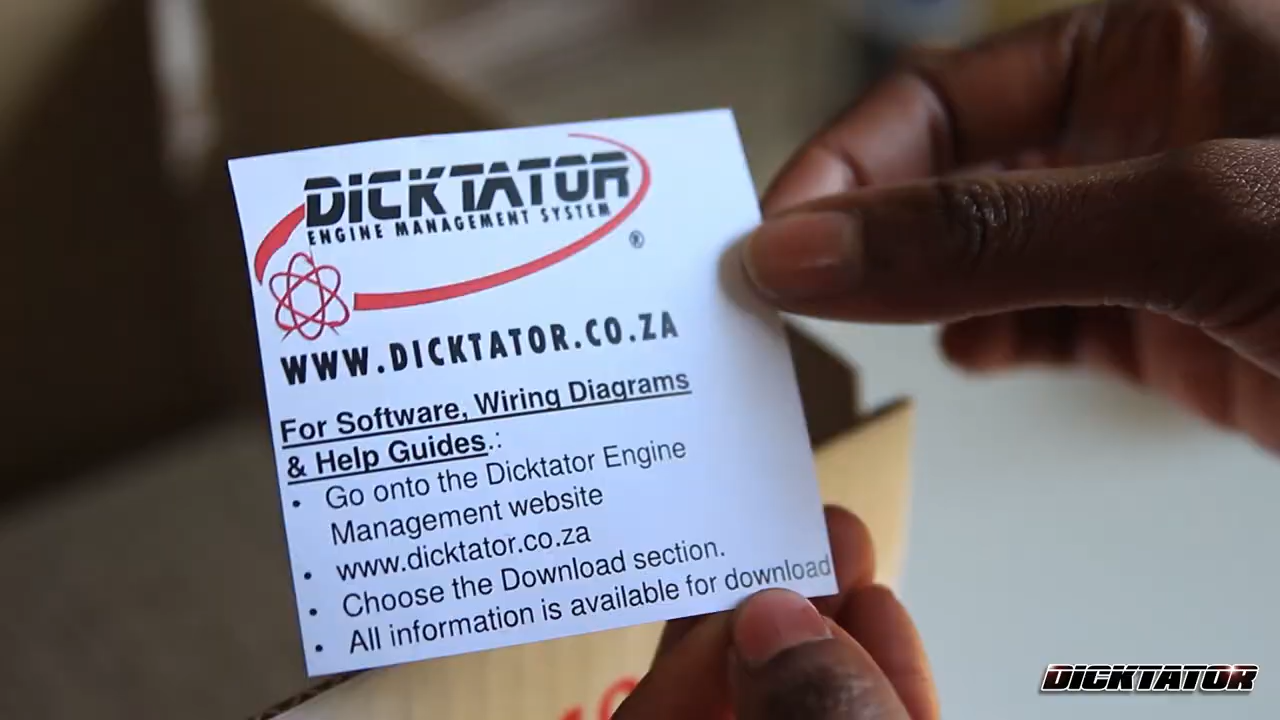 DICKTATOR
ENGINE MANAGEMENT SYSTEM
®
WWW.DICKTATOR.CO.ZA
For Software, Wiring Diagrams
& Help Guides.:
• Go onto the Dicktator Engine
Management website
• www.dicktator.co.za
• Choose the Download section.
• All information is available for download
DICKTATOR